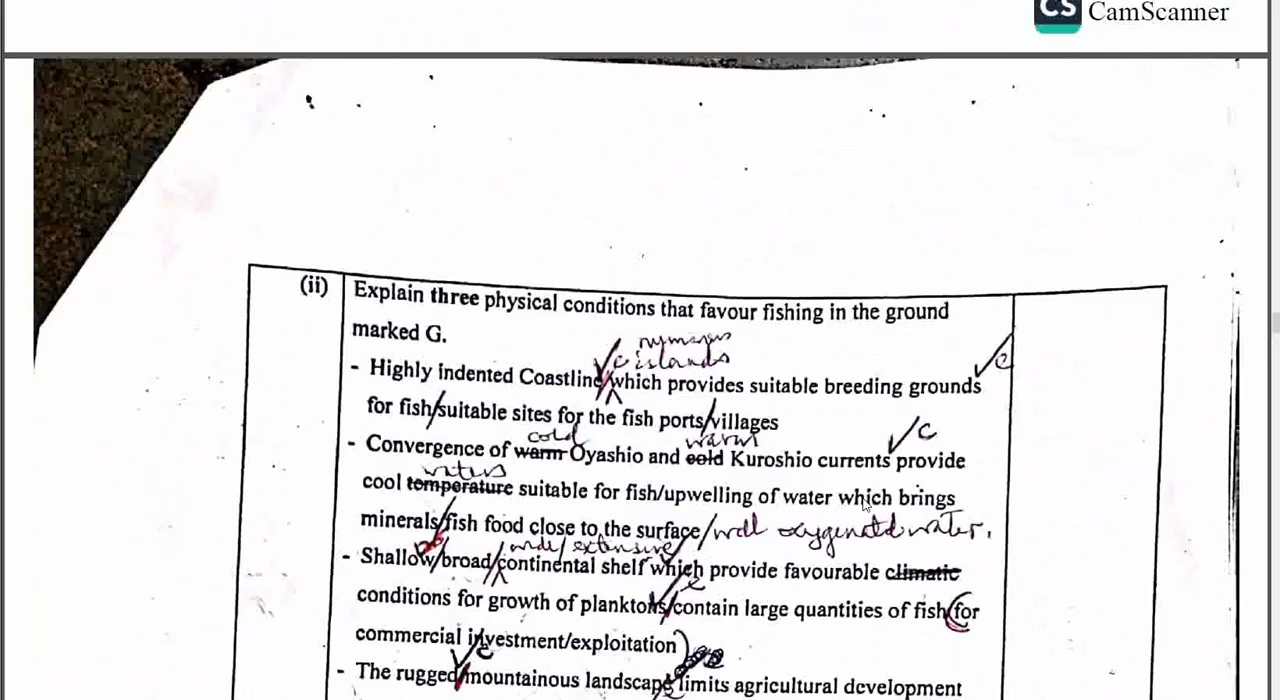 CS CamScanner
(ii) Explain three physical conditions that favour fishing in the ground
marked G.
islands
- Highly indented Coastline/which provides suitable breeding grounds
for fish/suitable sites for the fish ports/villages
cold warm
- Convergence of warm Oyashio and cold Kuroshio currents provide
waters
cool temperature suitable for fish/upwelling of water which brings
minerals/fish food close to the surface/well oxygenated water.
wide/extensive
- Shallow/broad/continental shelf which provide favourable climatic
conditions for growth of planktons/contain large quantities of fish (for
commercial investment/exploitation)
- The rugged/mountainous landscape limits agricultural development